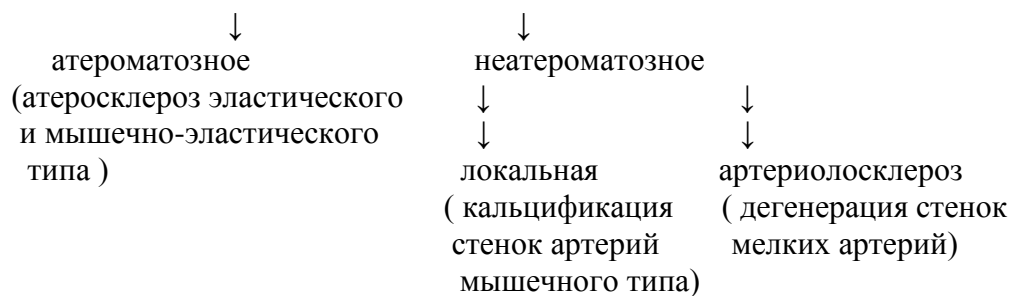 ↓ ↓
атероматозное неатероматозное
(атеросклероз эластического ↓ ↓
и мышечно-эластического ↓ ↓
типа ) локальная артериолосклероз
( кальцификация ( дегенерация стенок
стенок артерий мелких артерий)
мышечного типа)